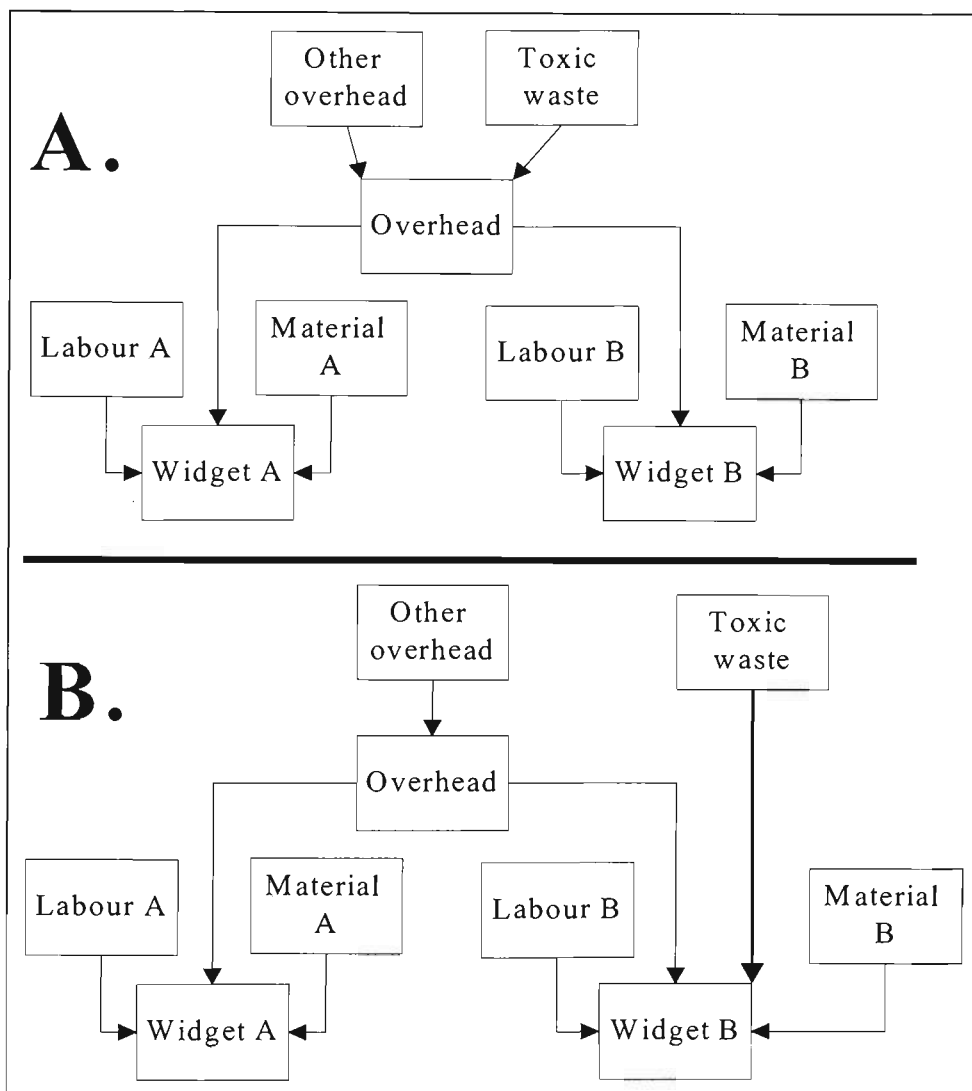 A.
Other
overhead
Toxic
waste
Overhead
Labour A
Material
A
Labour B
Material
B
Widget A
Widget B
B.
Other
overhead
Toxic
waste
Overhead
Labour A
Material
A
Labour B
Material
B
Widget A
Widget B